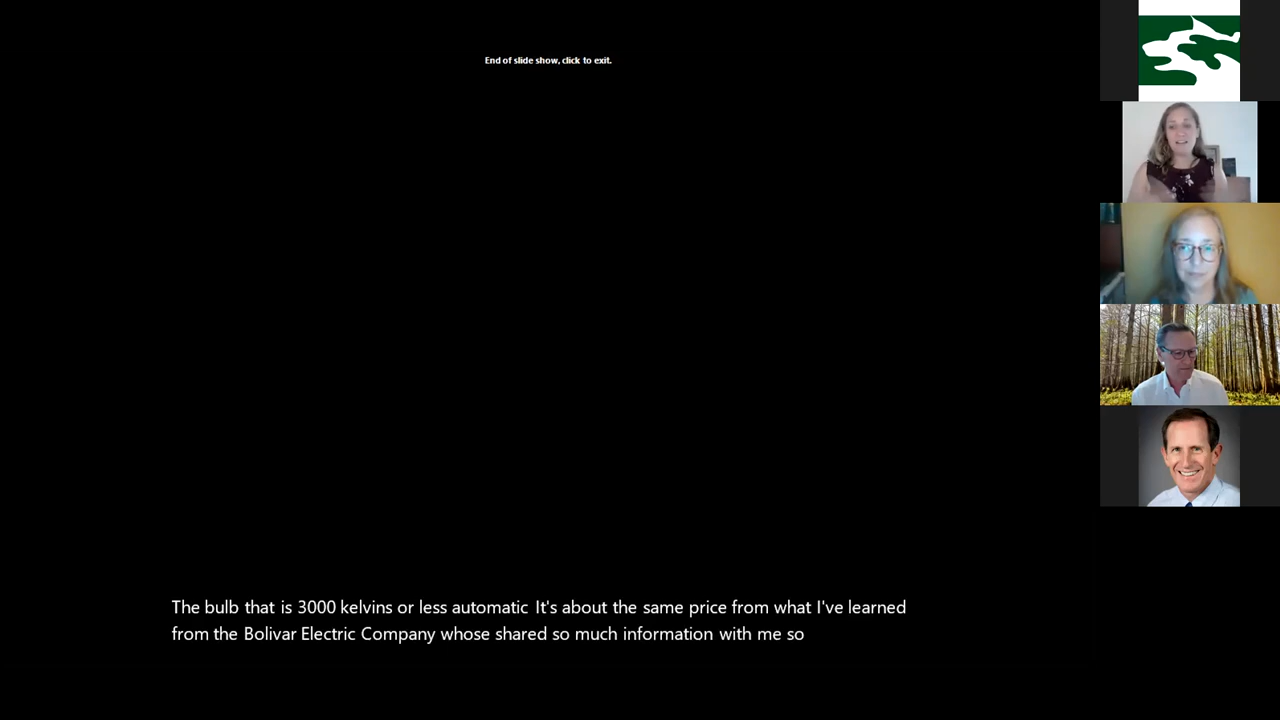 End of slide show, click to exit.
The bulb that is 3000 kelvins or less automatic It's about the same price from what I've learned
from the Bolivar Electric Company whose shared so much information with me so